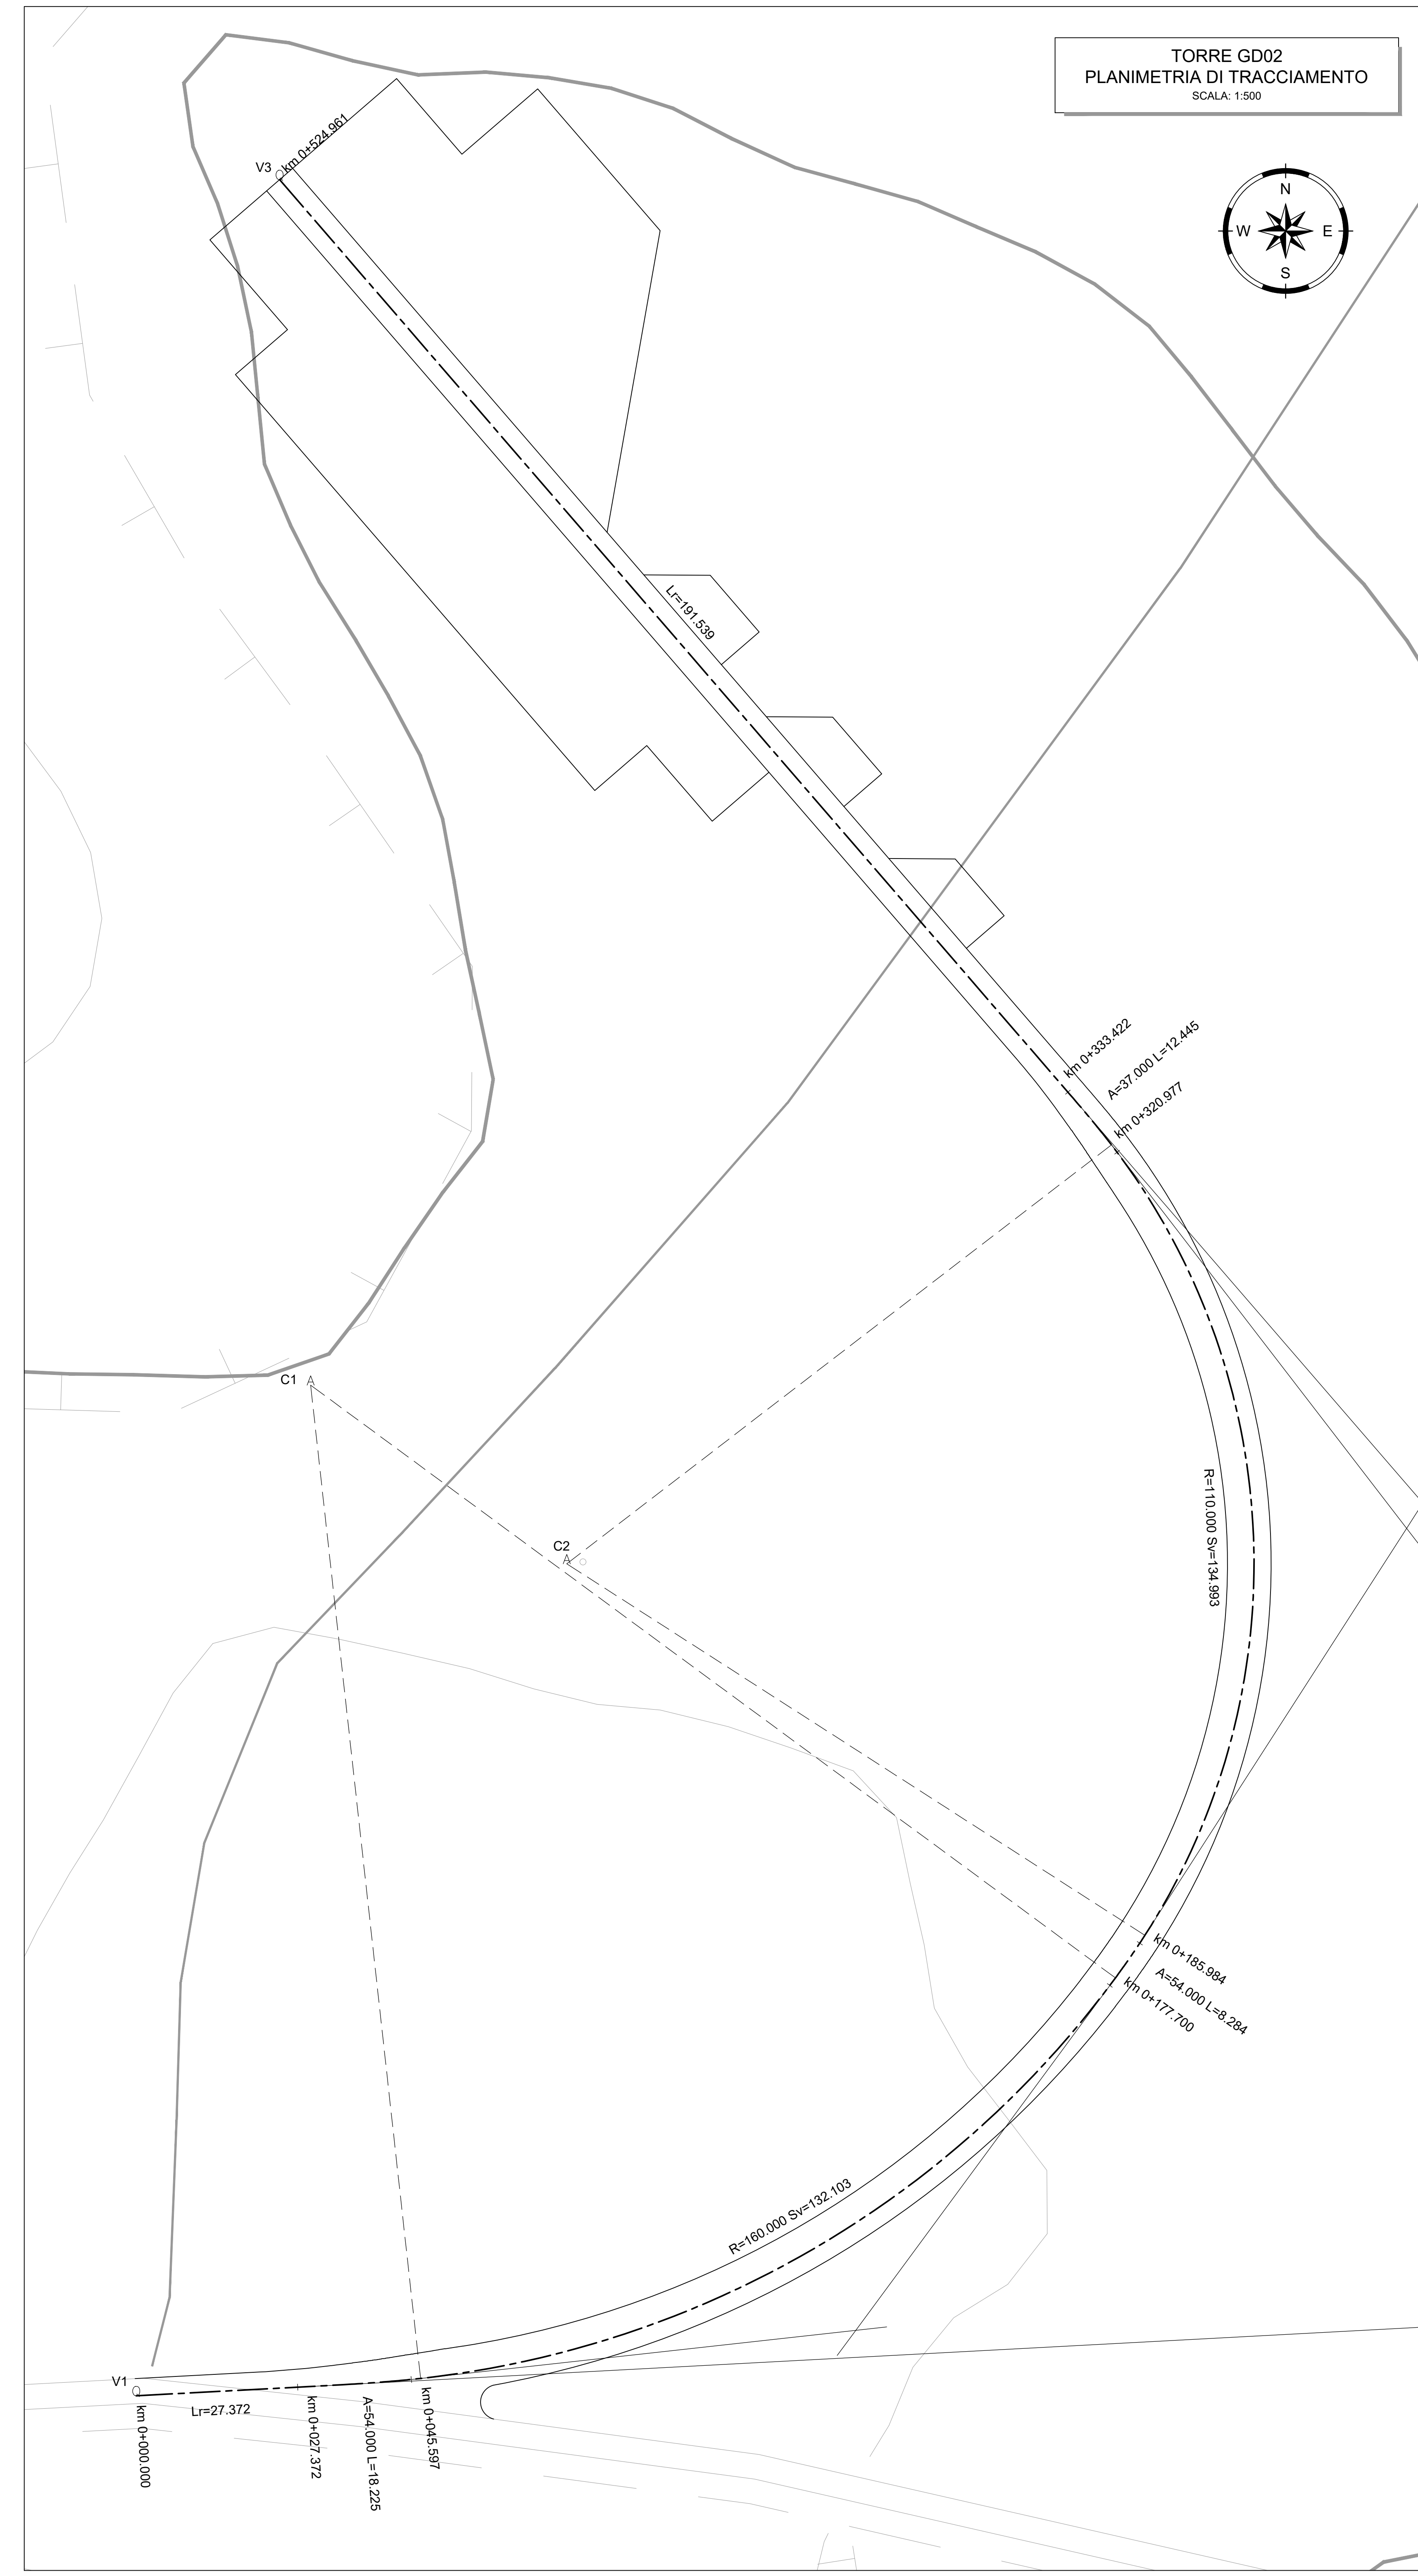 TORRE GD02
PLANIMETRIA DI TRACCIAMENTO
SCALA: 1:500
N
W
E
S
V3
km 0+524.961
Lr=191.539
km 0+333.422
A=37.000 L=12.445
km 0+320.977
C1
C2
R=110.000 Sv=134.993
km 0+185.984
A=54.000 L=8.284
km 0+177.700
R=160.000 Sv=132.103
V1
Lr=27.372
km 0+000.000
km 0+027.372
A=54.000 L=18.225
km 0+045.597